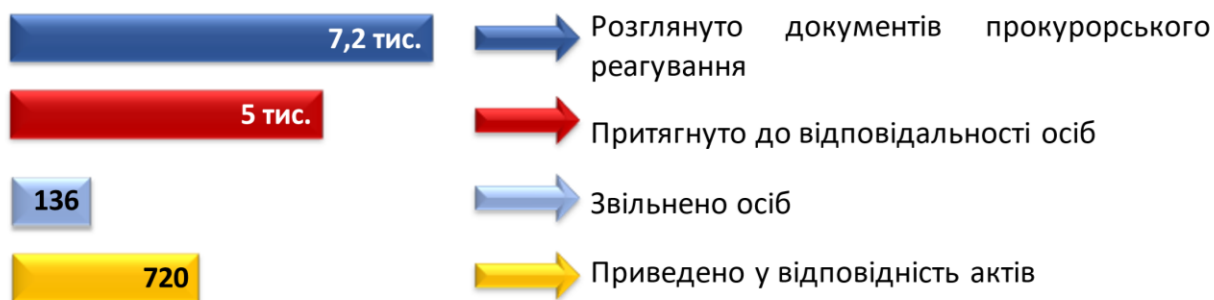 7,2 тис.
Розглянуто документів прокурорського
реагування
5 тис.
Притягнуто до відповідальності осіб
136
Звільнено осіб
720
Приведено у відповідність актів